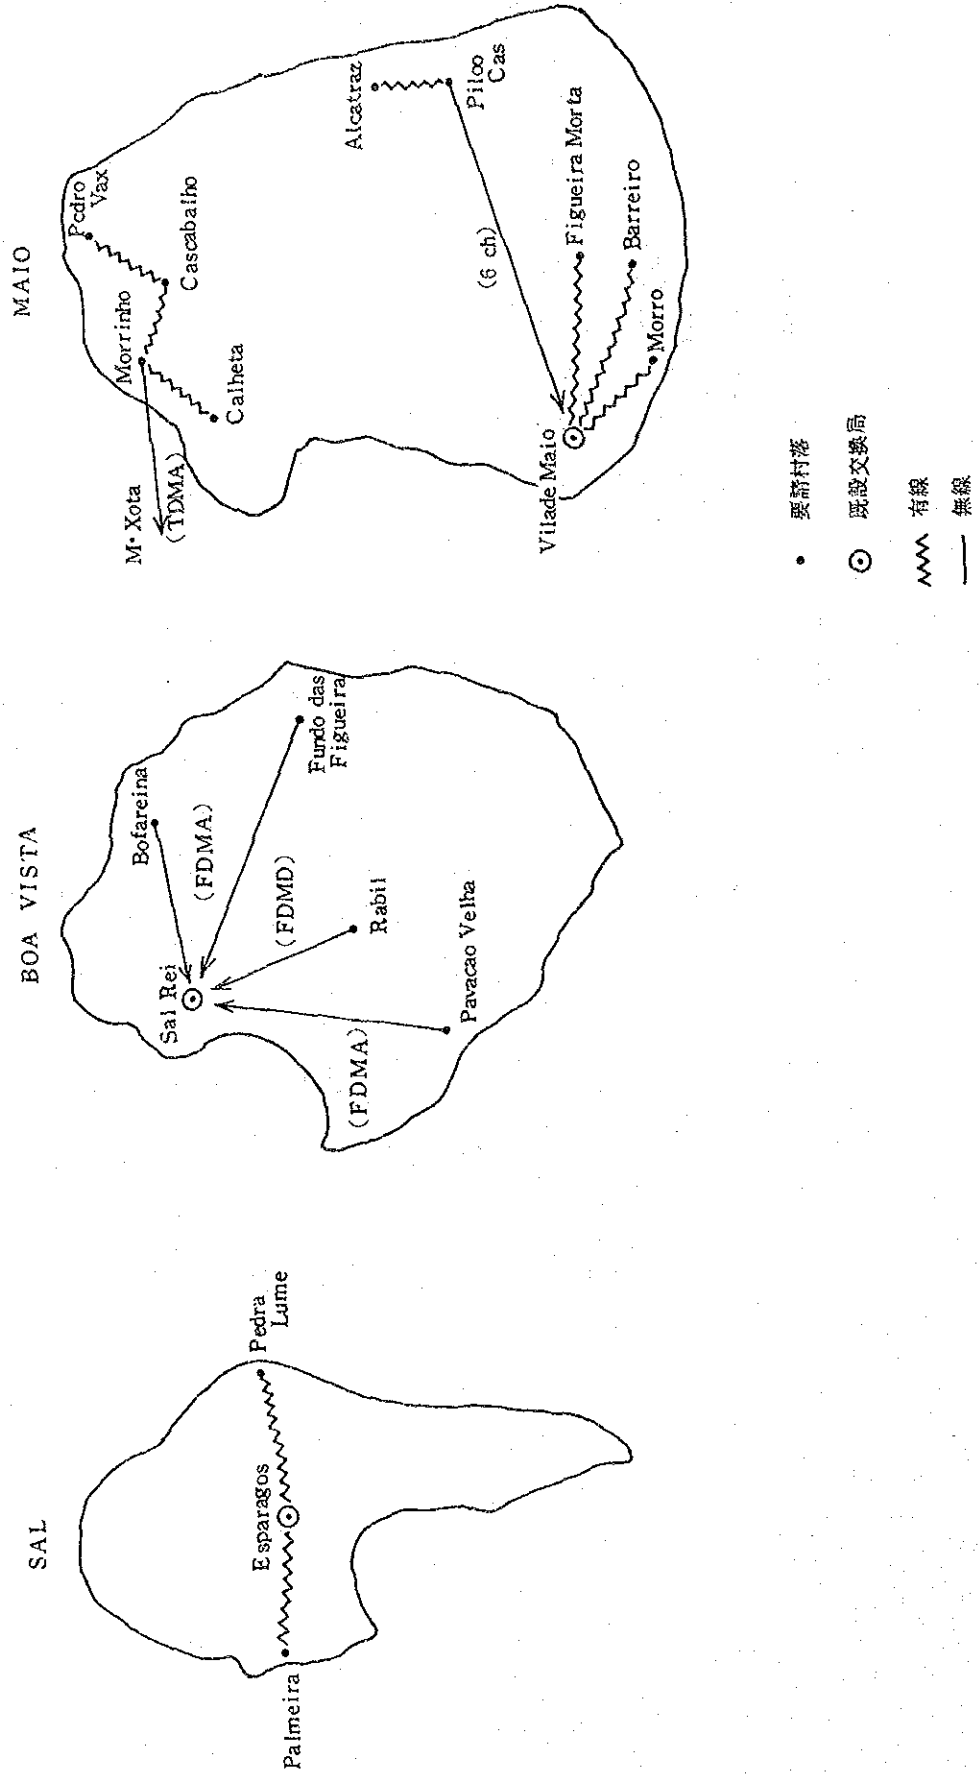 SAL
Esparagos
Palmeira
Pedra
Lume
BOA VISTA
Sal Rei
Bofareina
(FDMA)
Fundo das
Figueira
(FDMD)
Rabil
(FDMA)
Pavacao Velha
MAIO
M·Xota
(TDMA)
Morrinho
Pedro
Vax
Cascabalho
Calheta
Alcatraz
Piloo
Cas
(6 ch)
Vilade Maio
Figueira Morta
Barreiro
Morro
要請村落
既設交換局
有線
無線